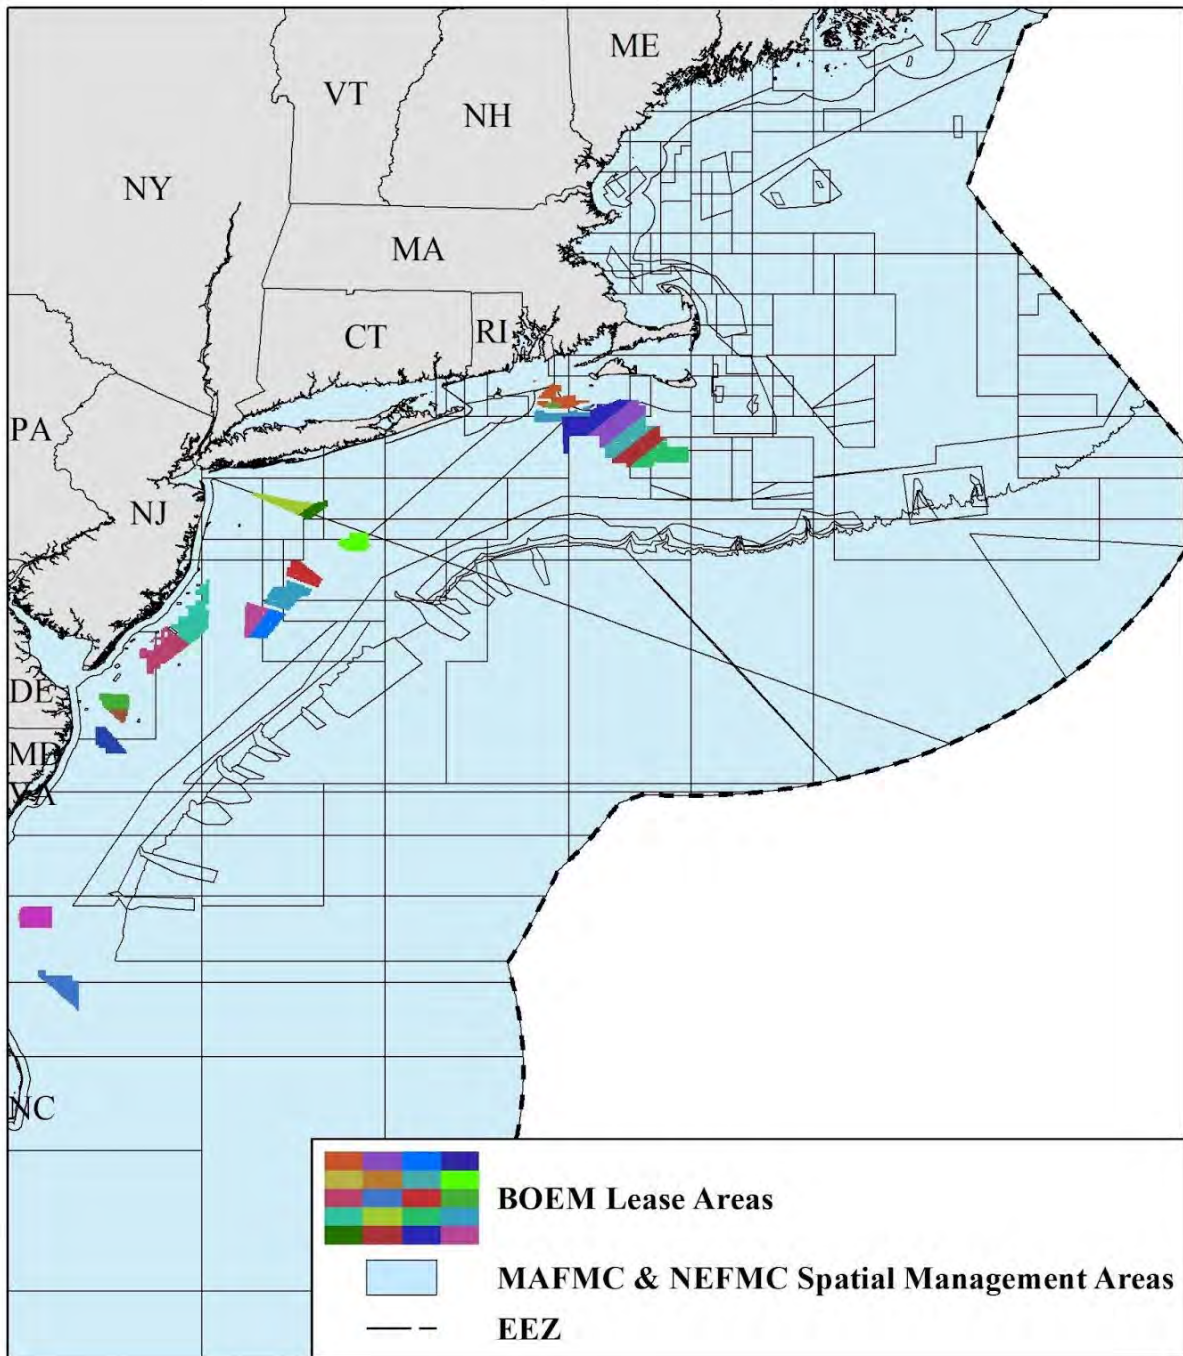 ME
VT
NH
NY
MA
CT
RI
PA
NJ
DE
MD
VA
NC
BOEM Lease Areas
MAFMC & NEFMC Spatial Management Areas
EEZ